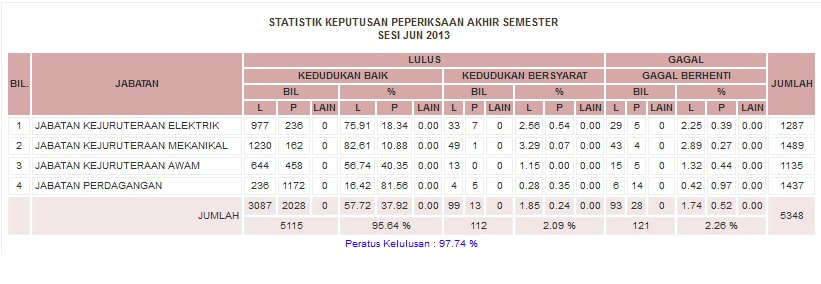 STATISTIK KEPUTUSAN PEPERIKSAAN AKHIR SEMESTER
SESI JUN 2013
BIL. JABATAN LULUS GAGAL JUMLAH
KEDUDUKAN BAIK KEDUDUKAN BERSYARAT GAGAL BERHENTI
BIL % BIL % BIL %
L P LAIN L P LAIN L P LAIN L P LAIN L P LAIN L P LAIN
1 JABATAN KEJURUTERAAN ELEKTRIK 977 236 0 75.91 18.34 0.00 33 7 0 2.56 0.54 0.00 29 5 0 2.25 0.39 0.00 1287
2 JABATAN KEJURUTERAAN MEKANIKAL 1230 162 0 82.61 10.88 0.00 49 1 0 3.29 0.07 0.00 43 4 0 2.89 0.27 0.00 1489
3 JABATAN KEJURUTERAAN AWAM 644 458 0 56.74 40.35 0.00 13 0 0 1.15 0.00 0.00 15 5 0 1.32 0.44 0.00 1135
4 JABATAN PERDAGANGAN 236 1172 0 16.42 81.56 0.00 4 5 0 0.28 0.35 0.00 6 14 0 0.42 0.97 0.00 1437
JUMLAH 3087 2028 0 57.72 37.92 0.00 99 13 0 1.85 0.24 0.00 93 28 0 1.74 0.52 0.00 5348
5115 95.64 % 112 2.09 % 121 2.26 %
Peratus Kelulusan : 97.74 %